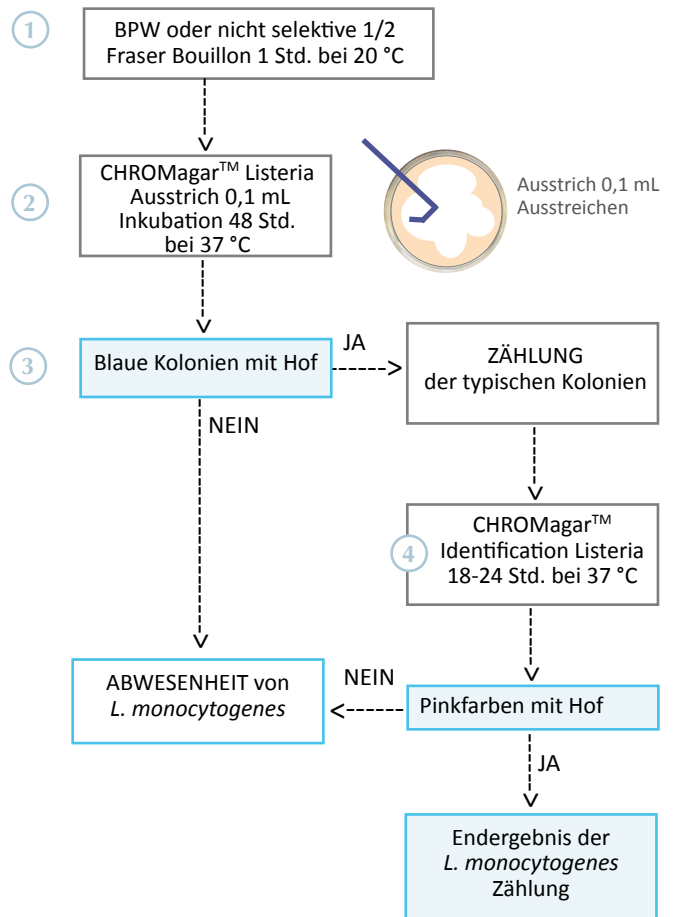 1
BPW oder nicht selektive 1/2
Fraser Bouillon 1 Std. bei 20 °C
2
CHROMagar™ Listeria
Ausstrich 0,1 mL
Inkubation 48 Std.
bei 37 °C
Ausstrich 0,1 mL
Ausstreichen
3
Blaue Kolonien mit Hof
JA
ZÄHLUNG
der typischen Kolonien
NEIN
4
CHROMagar™
Identification Listeria
18-24 Std. bei 37 °C
ABWESENHEIT von
L. monocytogenes
NEIN
Pinkfarben mit Hof
JA
Endergebnis der
L. monocytogenes
Zählung